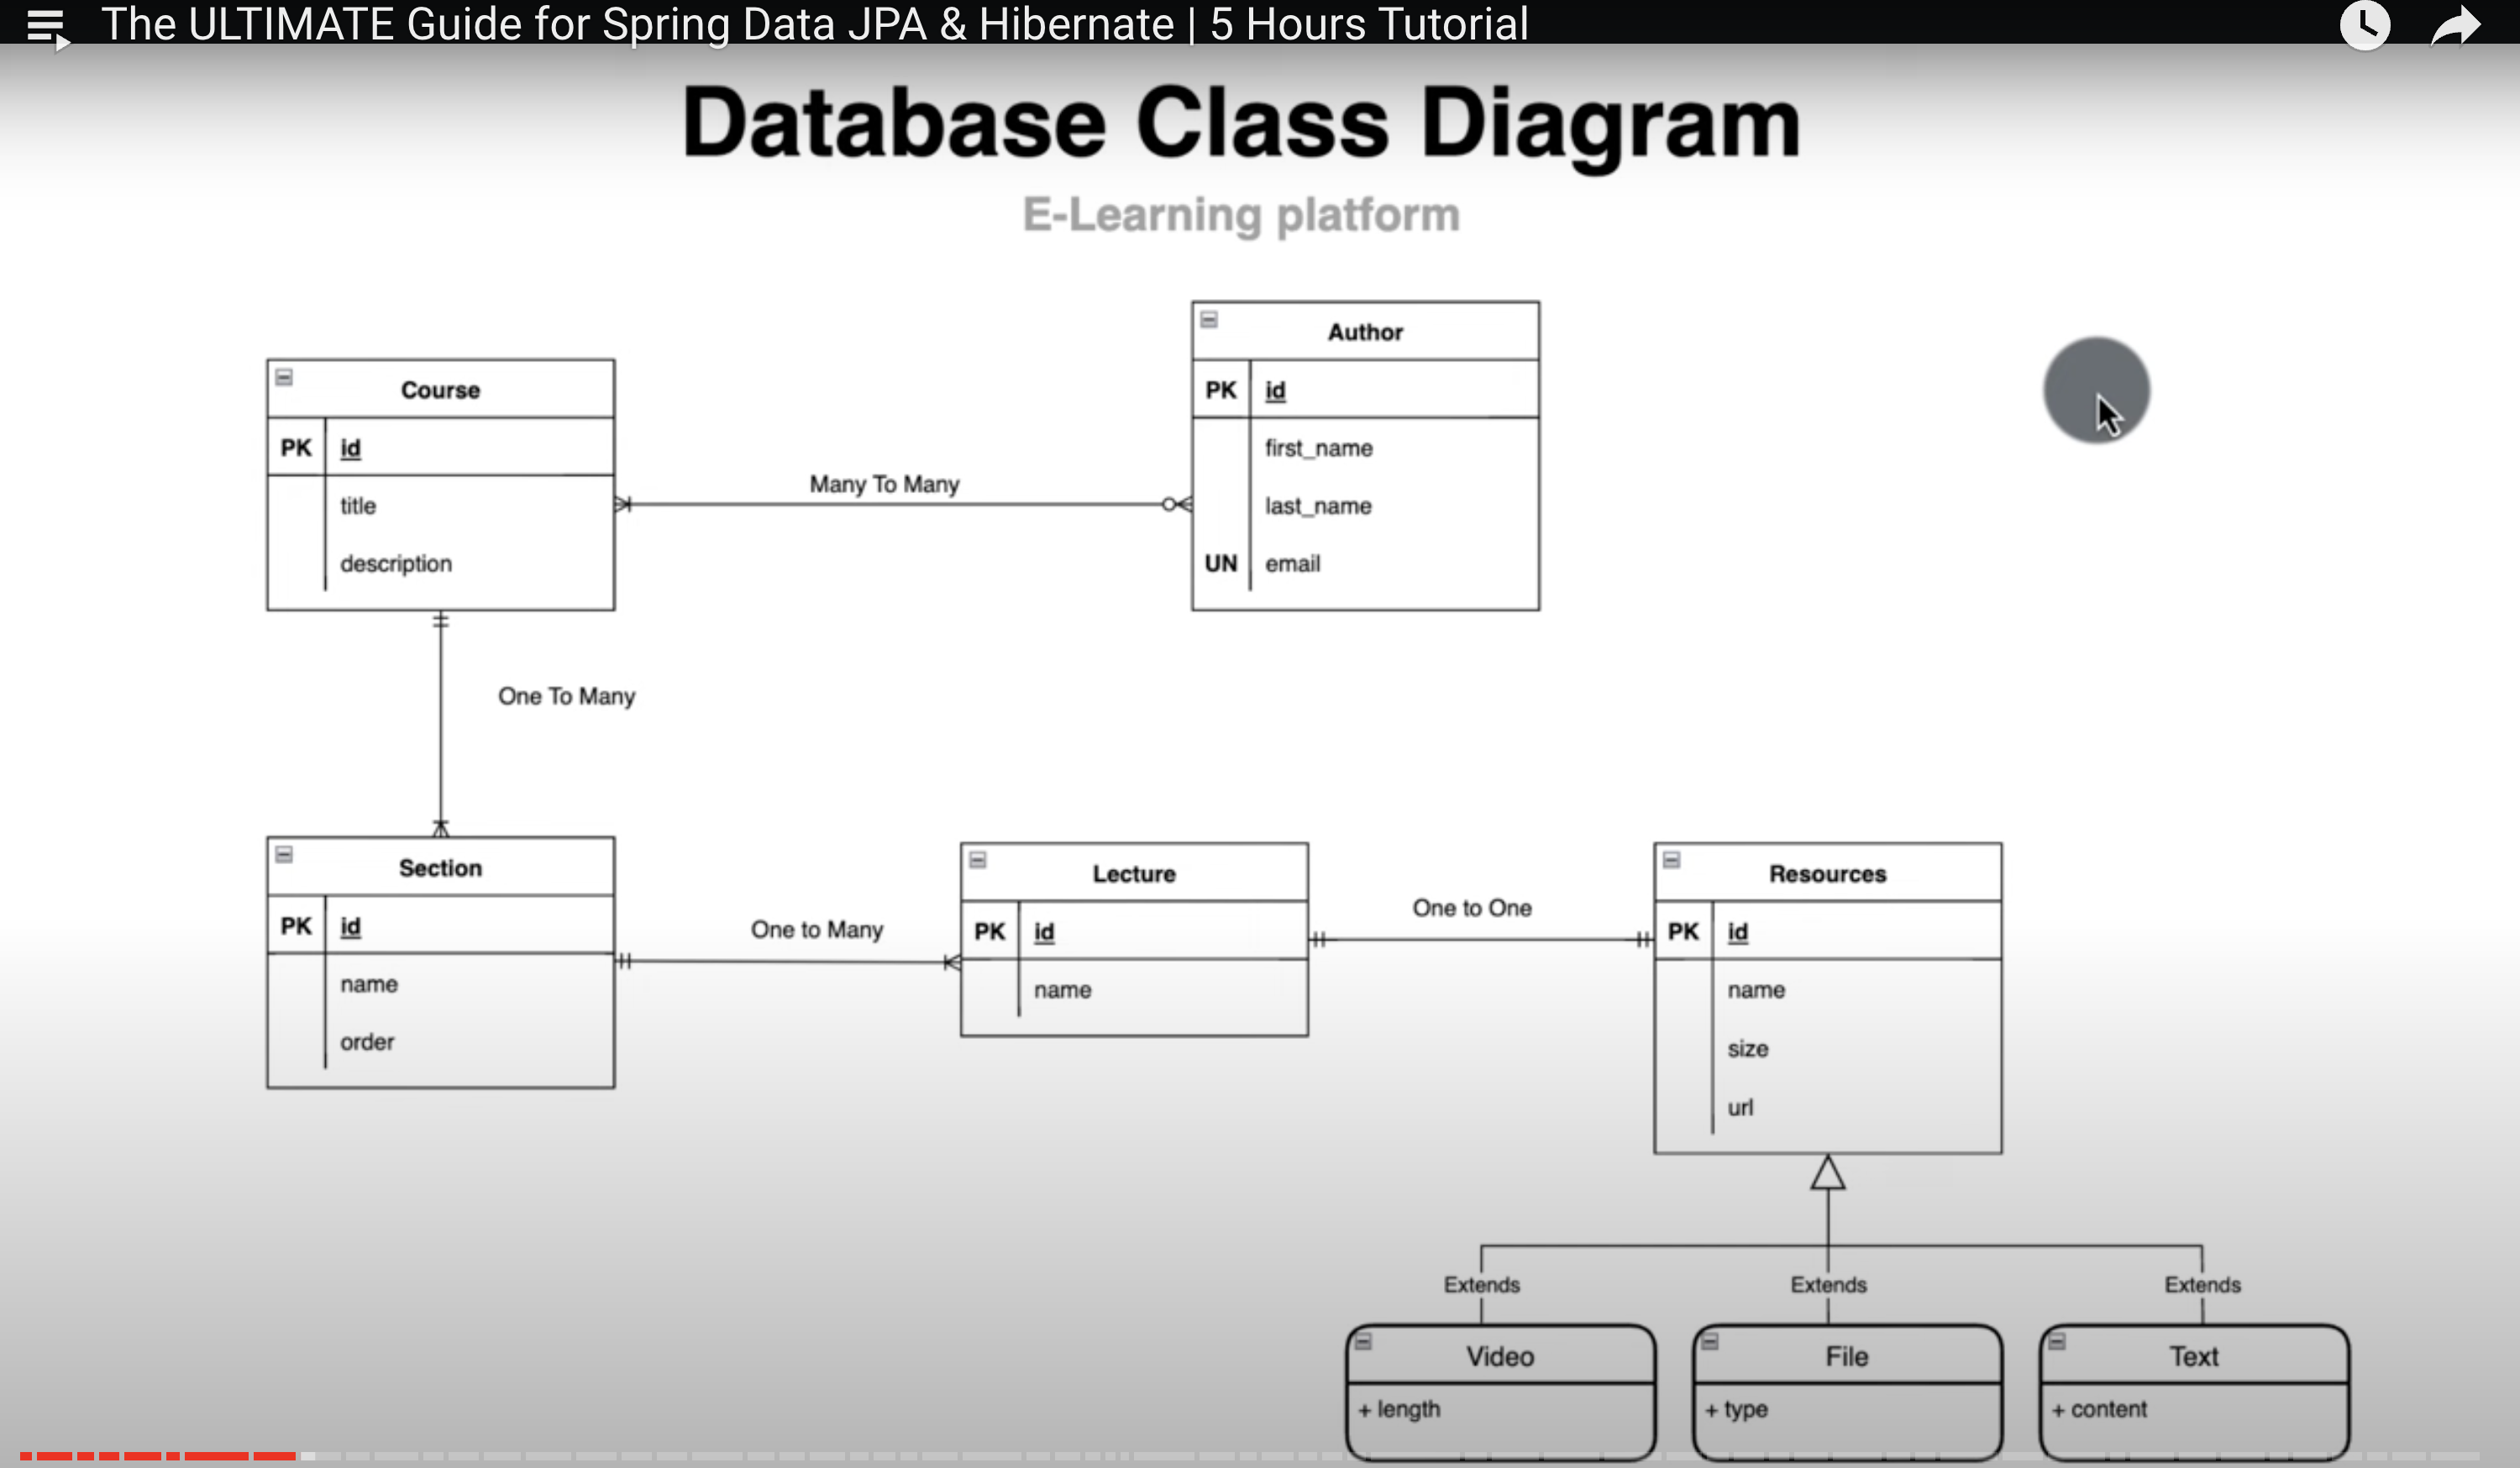 The ULTIMATE Guide for Spring Data JPA & Hibernate | 5 Hours Tutorial
Database Class Diagram
E-Learning platform
Course
PK id
title
description
Many To Many
Author
PK id
first_name
last_name
UN email
One To Many
Section
PK id
name
order
One to Many
Lecture
PK id
name
One to One
Resources
PK id
name
size
url
Extends
Extends
Extends
Video
+ length
File
+ type
Text
+ content